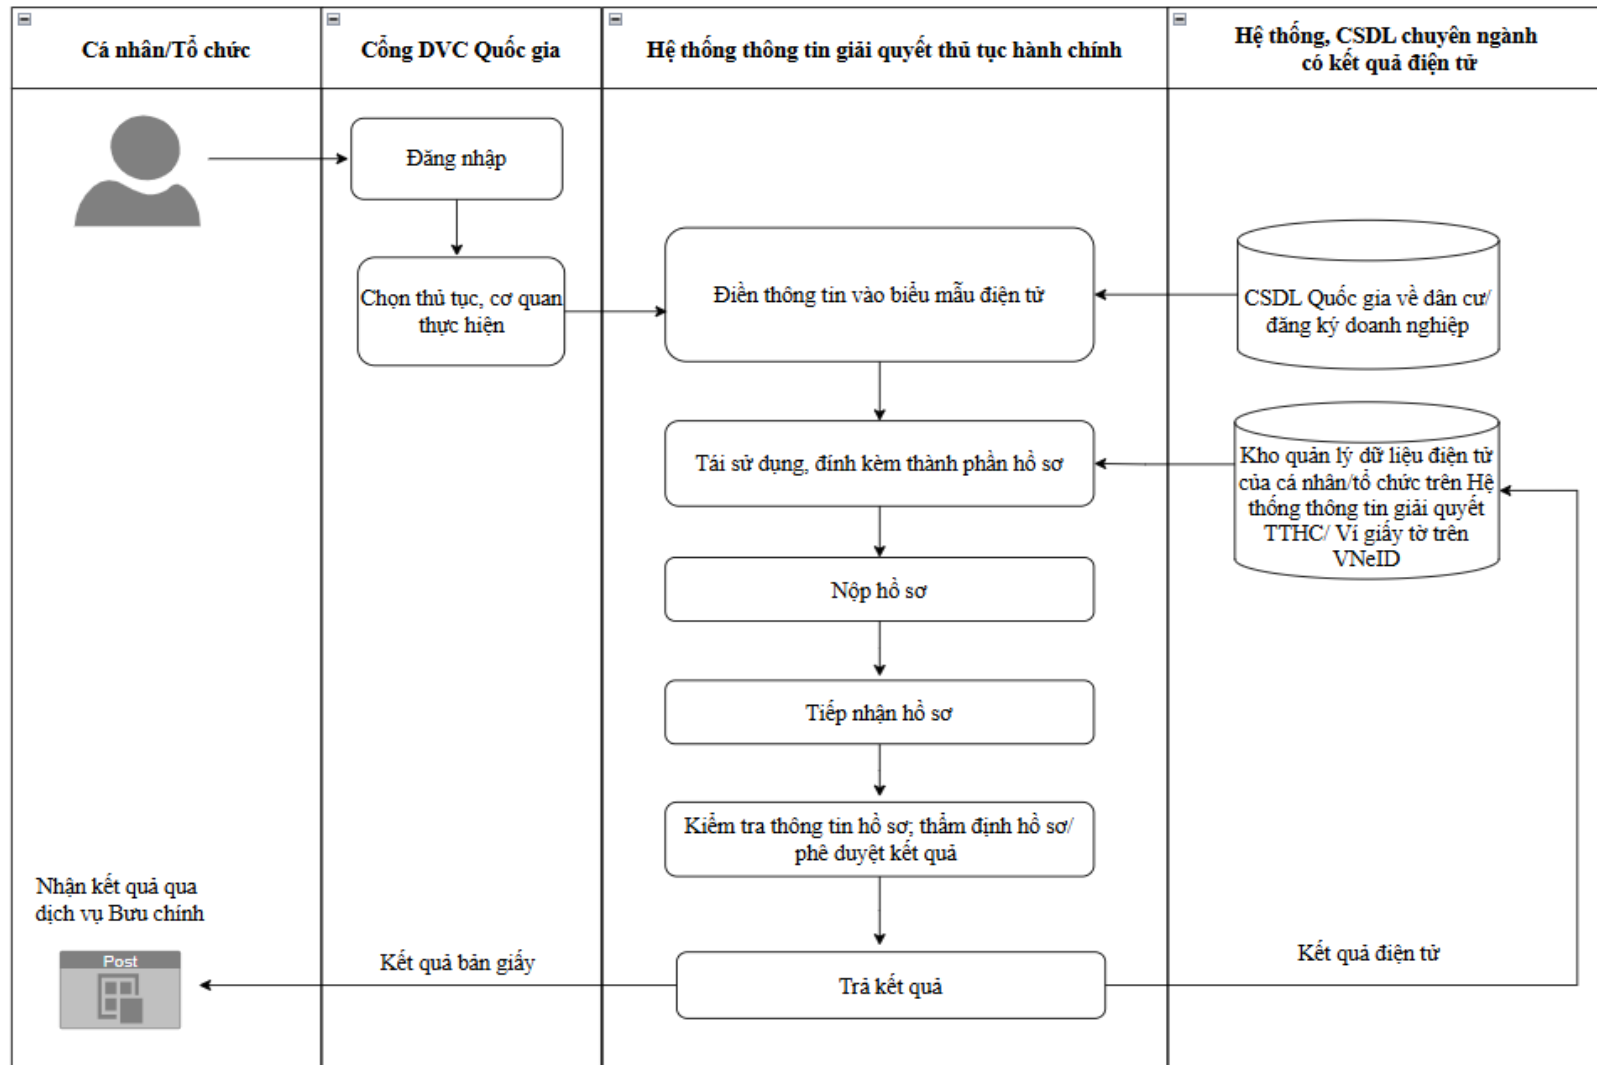 Cá nhân/Tổ chức
Cổng DVC Quốc gia
Hệ thống thông tin giải quyết thủ tục hành chính
Hệ thống, CSDL chuyên ngành
có kết quả điện tử
Đăng nhập
Chọn thủ tục, cơ quan
thực hiện
Điền thông tin vào biểu mẫu điện tử
CSDL Quốc gia về dân cư/
đăng ký doanh nghiệp
Tái sử dụng, đính kèm thành phần hồ sơ
Kho quản lý dữ liệu điện tử
của cá nhân/tổ chức trên Hệ
thống thông tin giải quyết
TTHC/ Ví giấy tờ trên
VNeID
Nộp hồ sơ
Tiếp nhận hồ sơ
Kiểm tra thông tin hồ sơ; thẩm định hồ sơ/
phê duyệt kết quả
Nhận kết quả qua
dịch vụ Bưu chính
Post
Kết quả bản giấy
Trả kết quả
Kết quả điện tử